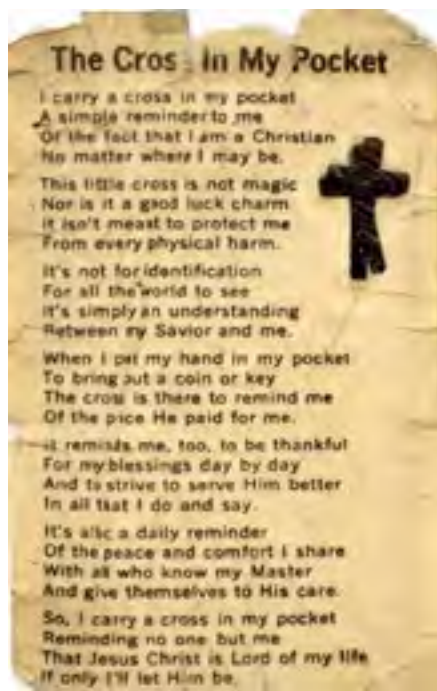 The Cros In My Pocket
I carry a cross in my pocket
A simple reminder to me
Of the fact that I am a Christian
No matter where I may be.
This little cross is not magic
Nor is it a good luck charm
It isn't meant to protect me
From every physical harm.
It's not for identification
For all the world to see
It's simply an understanding
Between my Savior and me.
When I put my hand in my pocket
To bring out a coin or key
The cross is there to remind me
Of the price He paid for me.
It reminds me, too, to be thankful
For my blessings day by day
And to strive to serve Him better
In all that I do and say.
It's also a daily reminder
Of the peace and comfort I share
With all who know my Master
And give themselves to His care.
So, I carry a cross in my pocket
Reminding no one but me
That Jesus Christ is Lord of my life
If only I'll let Him be.